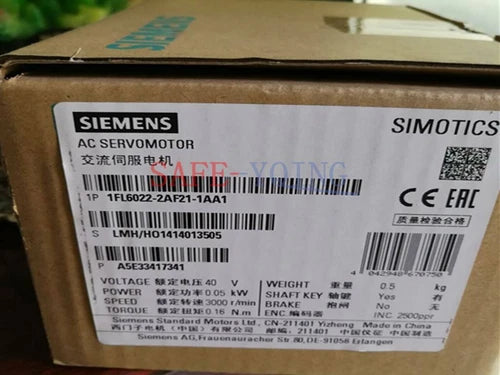 SIEMENS
SIMOTICS
AC SERVOMOTOR
交流伺服电机
SAFE-YOING
1P 1FL6022-2AF21-1AA1
CE EAC
质量检验合格
S LMH/HO1414013505
P A5E33417341
4 042948 670750
VOLTAGE 额定电压 40 V WEIGHT 重量 0.5 kg
POWER 额定功率 0.05 kW SHAFT KEY 轴键 Yes 有
SPEED 额定转速 3000 r/min BRAKE 抱闸 No 无
TORQUE 额定扭矩 0.16 N.m ENC.编码器 INC. 2500ppr
Siemens Standard Motors Ltd., CN-211401 Yizheng Made in China
西门子电机（中国）有限公司 邮编：211401 中国仪征 中国制造
Siemens AG, Frauenauracher Str.80, DE-91056 Erlangen